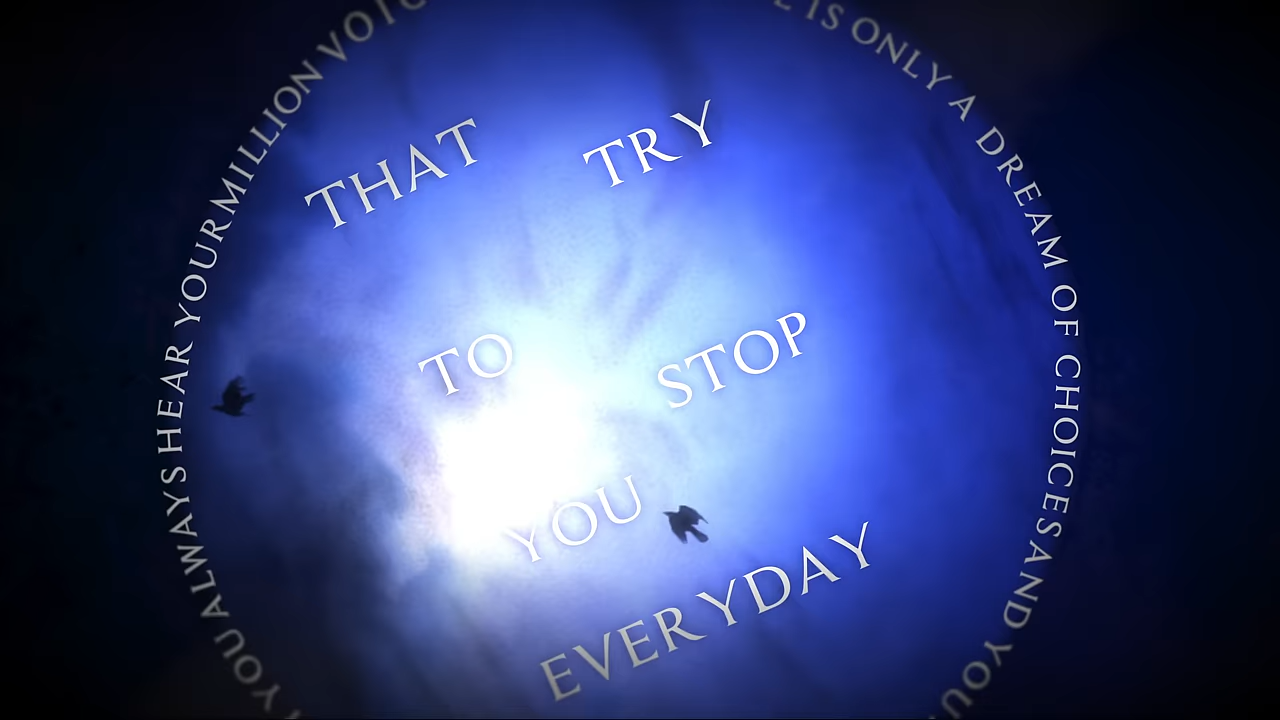 THAT TRY
TO STOP
YOU
EVERYDAY
IS ONLY A DREAM OF CHOICES AND YOU
YOU ALWAYS HEAR YOUR MILLION